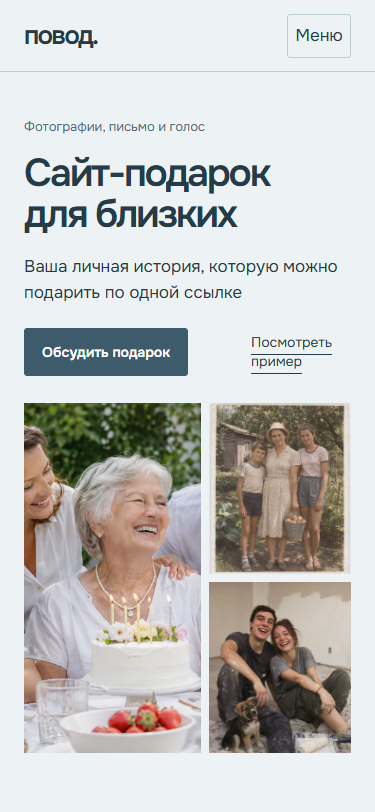 повод.
Меню
Фотографии, письмо и голос
Сайт-подарок
для близких
Ваша личная история, которую можно
подарить по одной ссылке
Обсудить подарок
Посмотреть
пример